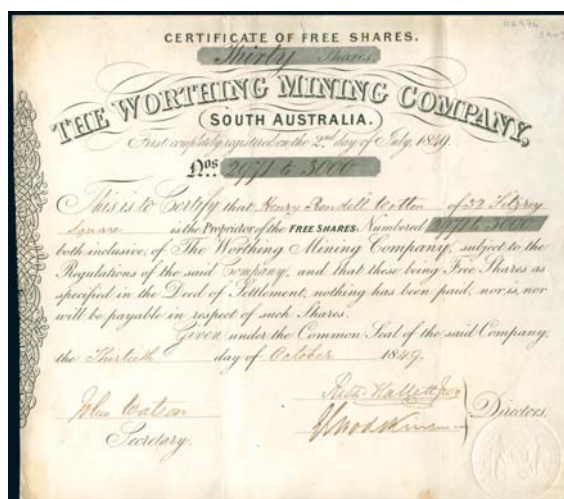 CERTIFICATE OF FREE SHARES.
Thirty Shares
THE WORTHING MINING COMPANY,
SOUTH AUSTRALIA.
First completely registered on the 2nd day of July, 1849.
Nos 2971 to 3000
This is to Certify that Henry Rendell Wotton of 32 Fitzroy
Square is the Proprietor of the FREE SHARES. Numbered 2971 to 3000
both inclusive, of The Worthing Mining Company, subject to the
Regulations of the said Company, and that these being Free Shares as
specified in the Deed of Settlement, nothing has been paid, nor is, nor
will be payable in respect of such Shares.
Given under the Common Seal of the said Company,
the Thirtieth day of October 1849.
Hallett
John Watson
Directors.
Secretary.